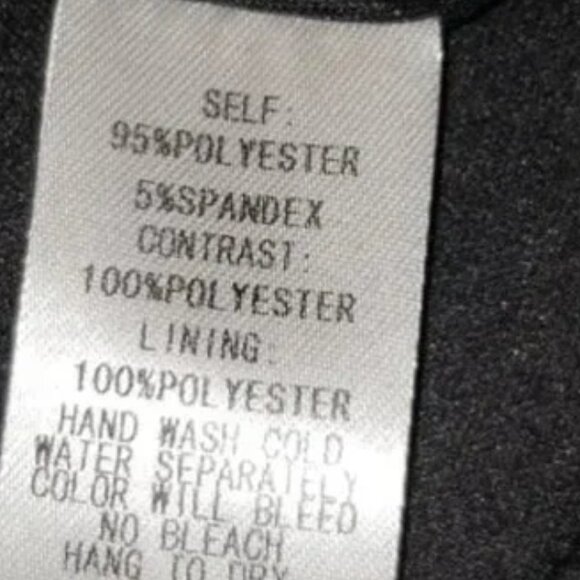 SELF:
95%POLYESTER
5%SPANDEX
CONTRAST:
100%POLYESTER
LINING:
100%POLYESTER
HAND WASH COLD
WATER SEPARATELY
COLOR WILL BLEED
NO BLEACH
HANG TO DRY